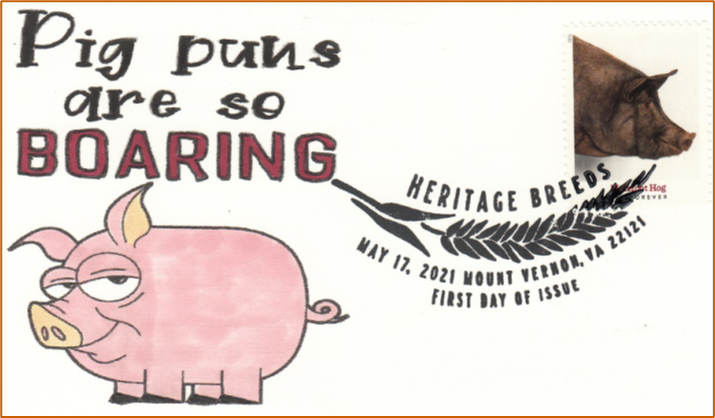 Pig puns
are so
BOARING
HERITAGE BREEDS
MAY 17, 2021 MOUNT VERNON, VA 22121
FIRST DAY OF ISSUE
Hog
FOREVER